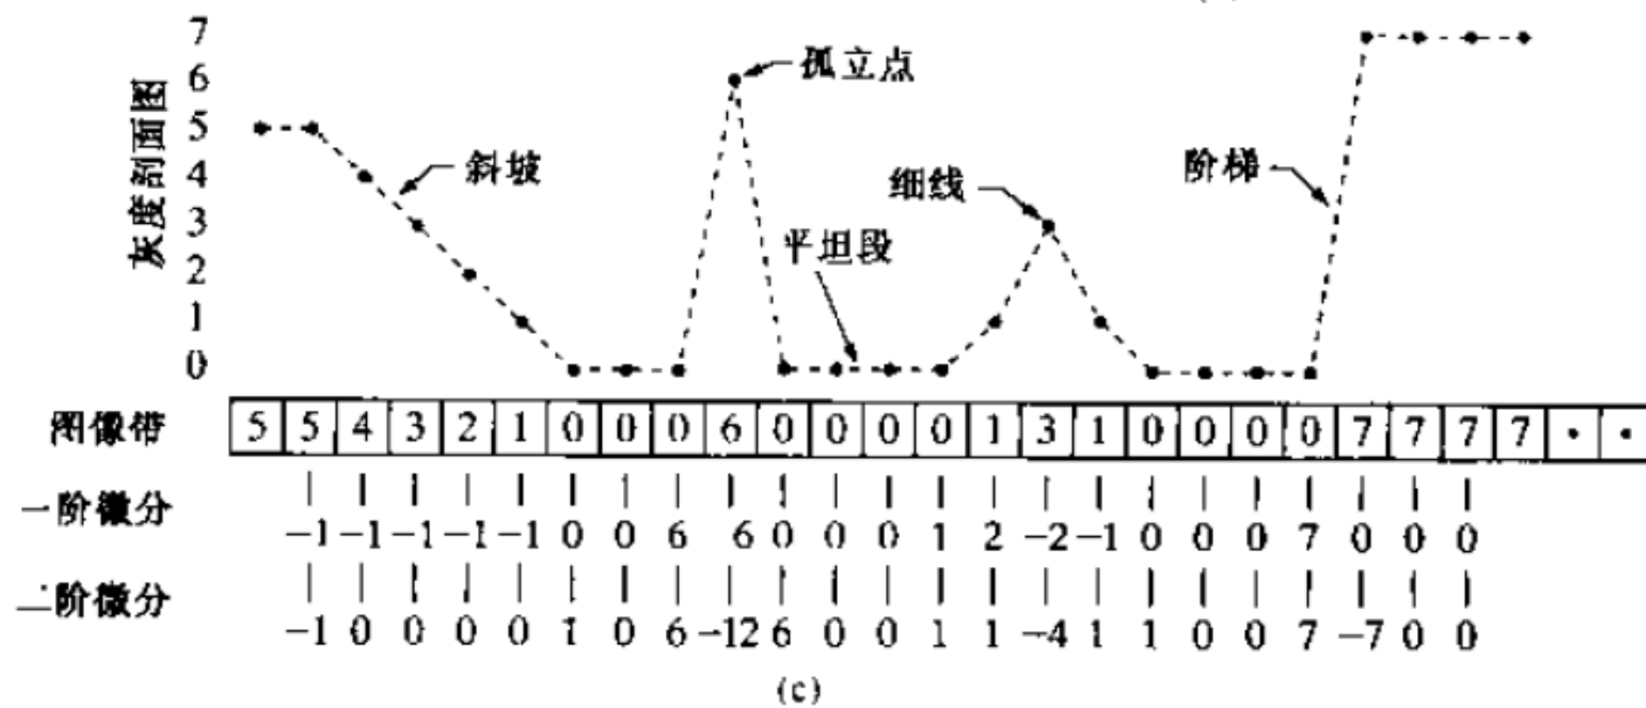 7
6
5
4
3
2
1
0
灰度剖面图
斜坡
孤立点
平坦段
细线
阶梯
图像带 5 5 4 3 2 1 0 0 0 6 0 0 0 0 1 3 1 0 0 0 0 7 7 7 7 · ·
一阶微分 -1 -1 -1 -1 -1 0 0 6 6 0 0 0 1 2 -2 -1 0 0 0 7 0 0 0
二阶微分 -1 0 0 0 0 1 0 6 -12 6 0 0 1 1 -4 1 1 0 0 7 -7 0 0
(c)